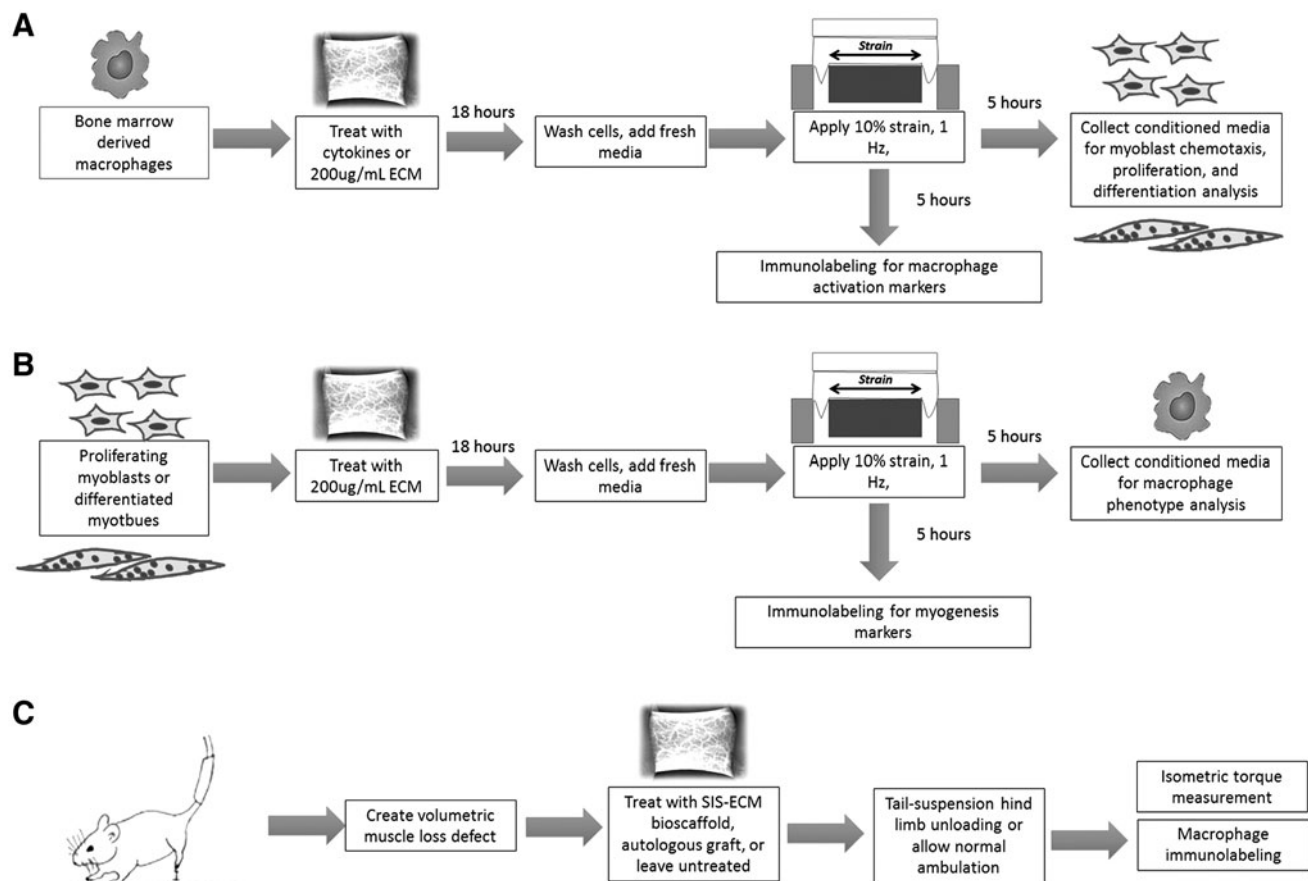 A
Bone marrow
derived
macrophages
Treat with
cytokines or
200ug/mL ECM
18 hours
Wash cells, add fresh
media
Strain
Apply 10% strain, 1
Hz,
5 hours
Collect conditioned media
for myoblast chemotaxis,
proliferation, and
differentiation analysis
5 hours
Immunolabeling for macrophage
activation markers
B
Proliferating
myoblasts or
differentiated
myotbues
Treat with
200ug/mL ECM
18 hours
Wash cells, add fresh
media
Strain
Apply 10% strain, 1
Hz,
5 hours
Collect conditioned media
for macrophage
phenotype analysis
5 hours
Immunolabeling for myogenesis
markers
C
Create volumetric
muscle loss defect
Treat with SIS-ECM
bioscaffold,
autologous graft, or
leave untreated
Tail-suspension hind
limb unloading or
allow normal
ambulation
Isometric torque
measurement
Macrophage
immunolabeling